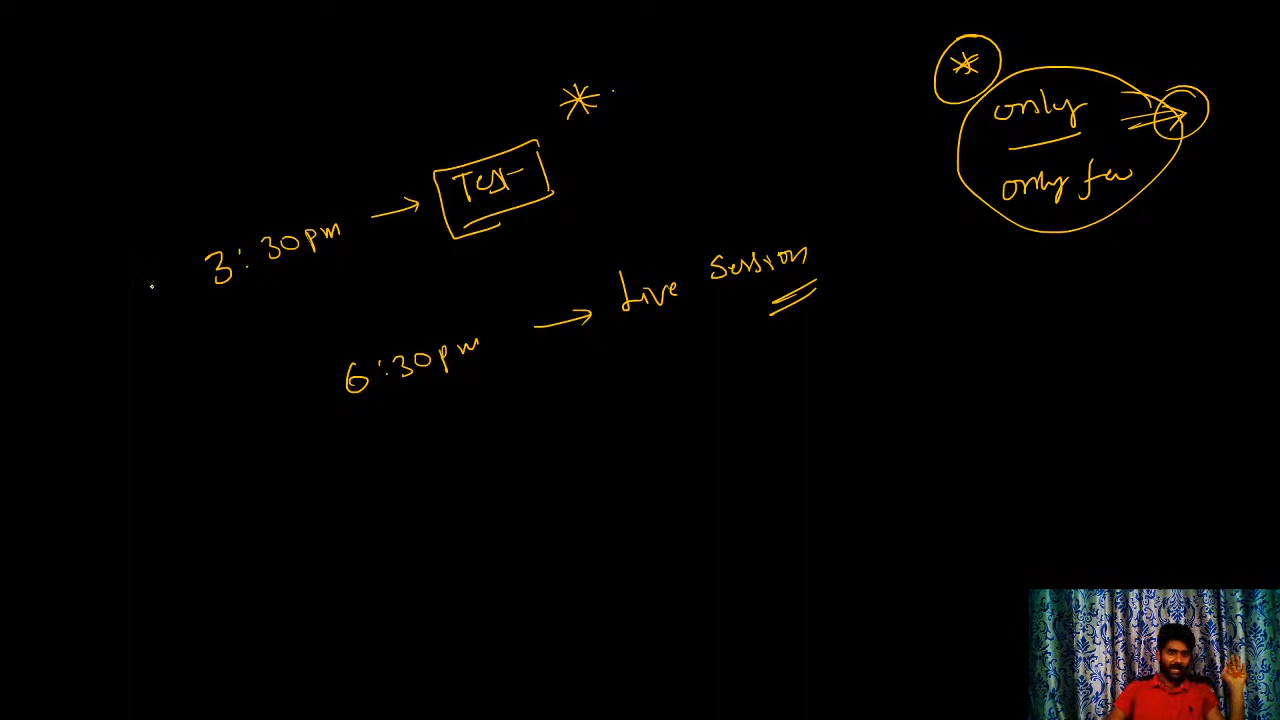 3:30pm → Test *
6:30pm → Live session
* only ⇒
only few